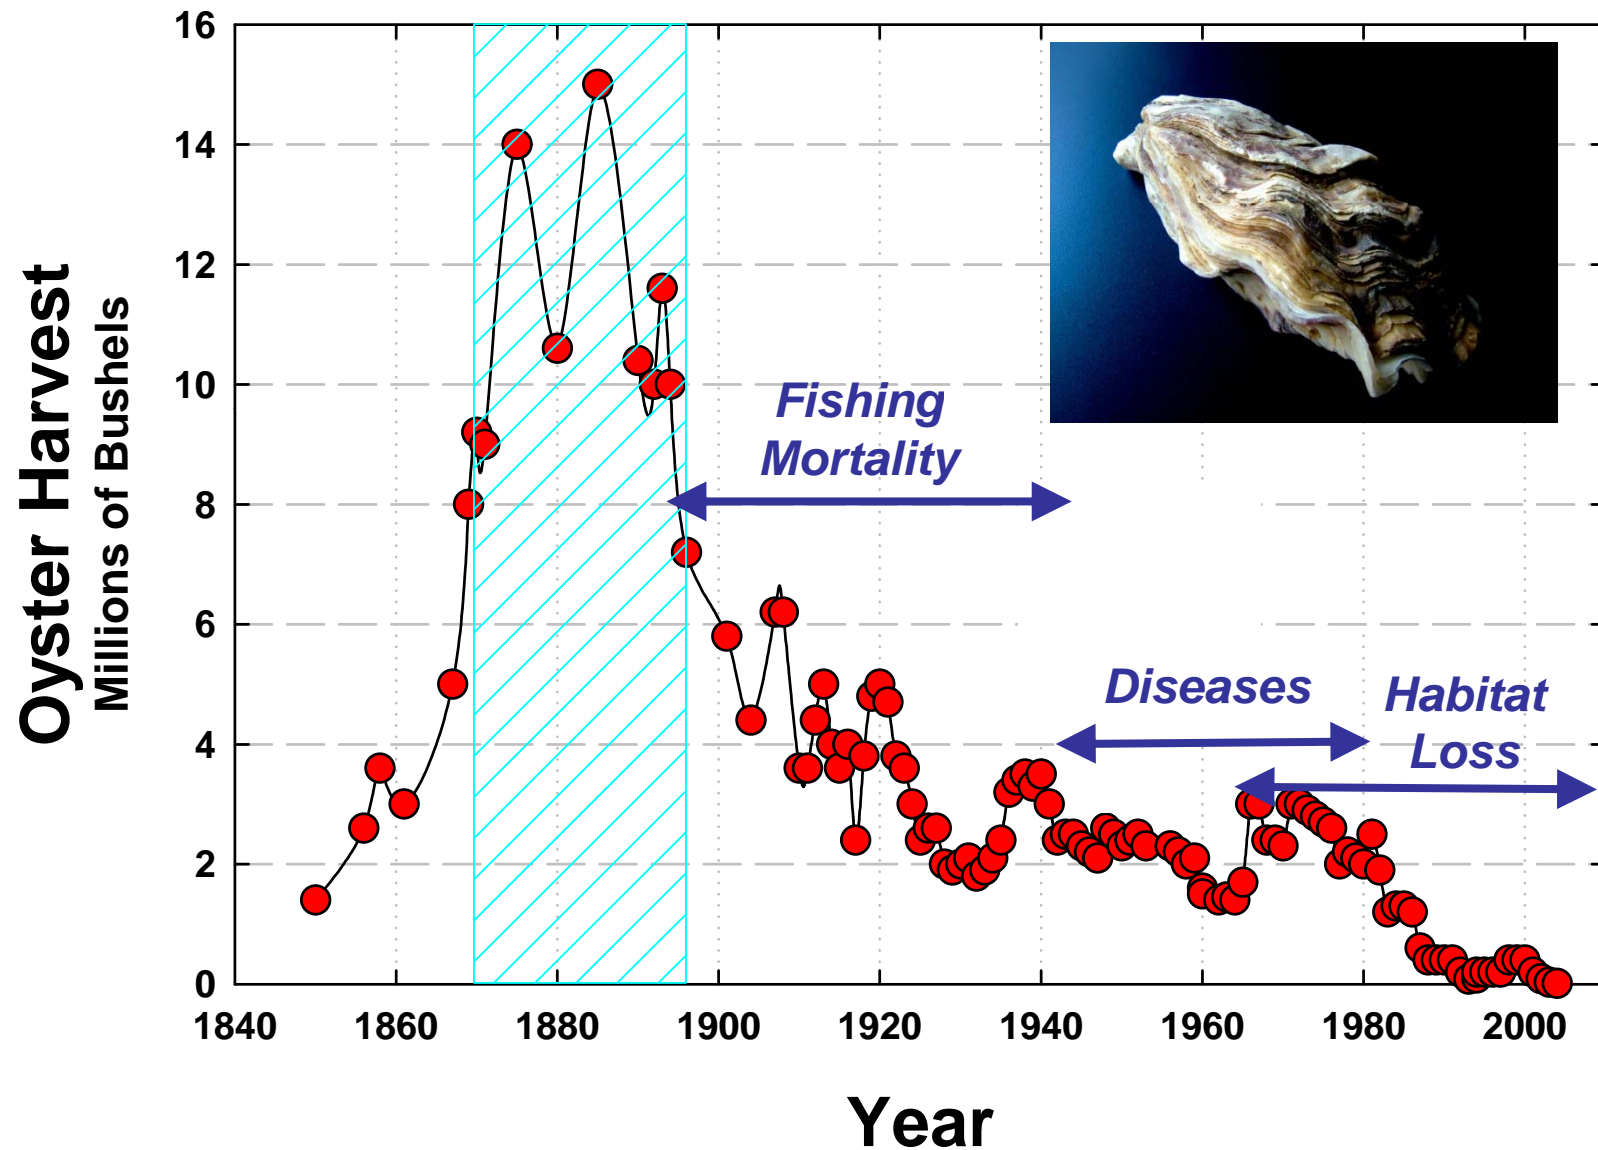 Oyster Harvest
Millions of Bushels
16
14
12
10
8
6
4
2
0
Fishing
Mortality
Diseases
Habitat
Loss
1840 1860 1880 1900 1920 1940 1960 1980 2000
Year